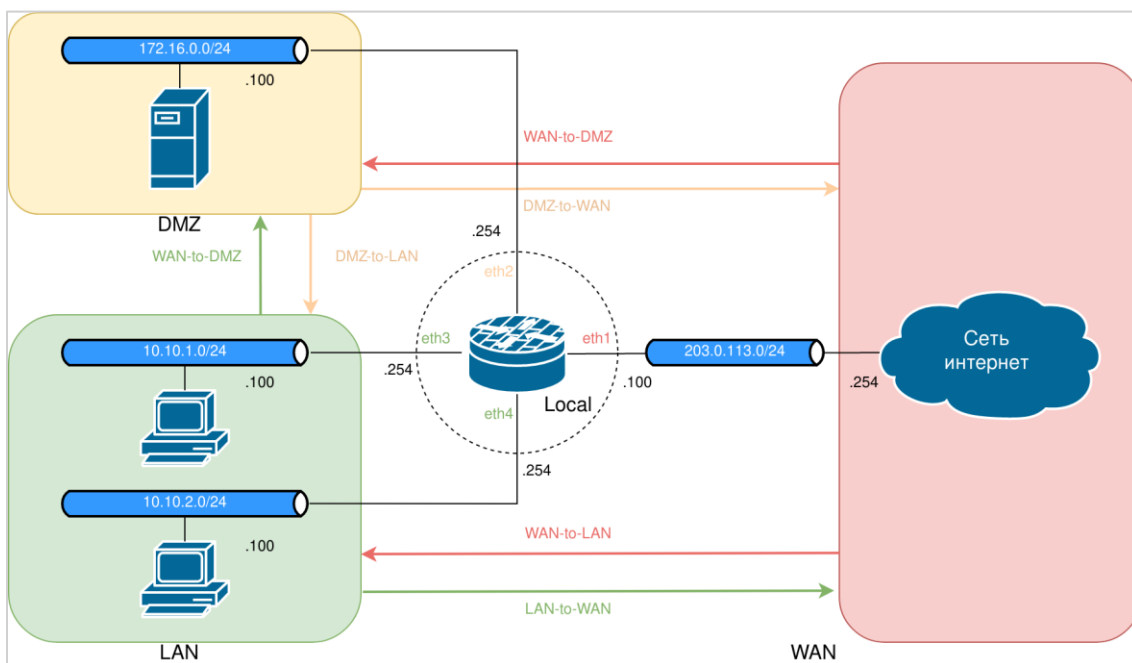 172.16.0.0/24
.100
DMZ
WAN-to-DMZ
DMZ-to-WAN
WAN-to-DMZ
DMZ-to-LAN
.254
eth2
eth3
eth1
.254
eth4
Local
.254
.100
203.0.113.0/24
.254
Сеть
интернет
10.10.1.0/24
.100
10.10.2.0/24
.100
WAN-to-LAN
LAN-to-WAN
LAN
WAN